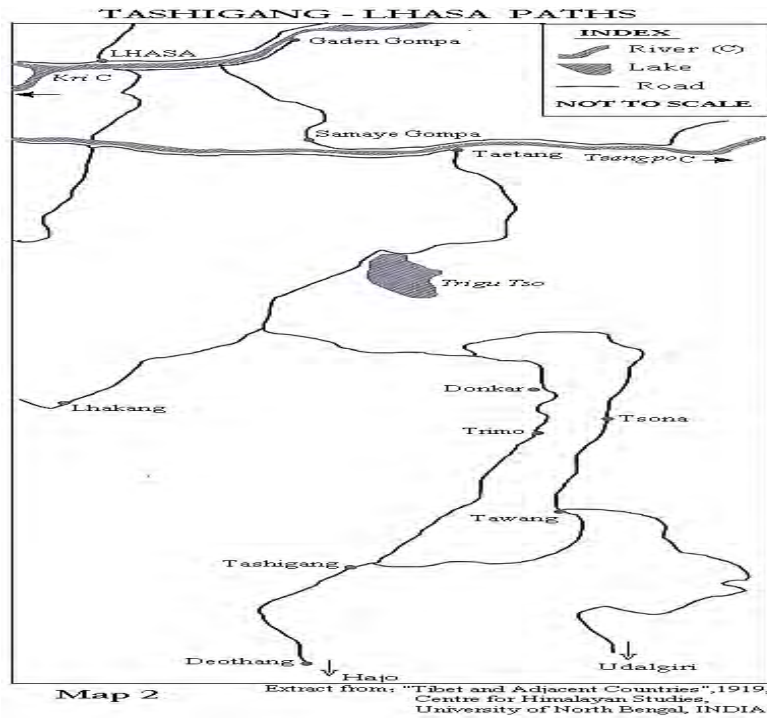 TASHIGANG - LHASA PATHS
INDEX
River (C)
Lake
Road
NOT TO SCALE
LHASA
Gaden Gompa
Kri C
Samaye Gompa
Taetang
Tsangpo C
Trigu Tso
Donkar
Lhakang
Tsona
Trimo
Tawang
Tashigang
Deothang
Hajo
Udalgiri
Map 2
Extract from: "Tibet and Adjacent Countries",1919,
Centre for Himalayan Studies,
University of North Bengal, INDIA